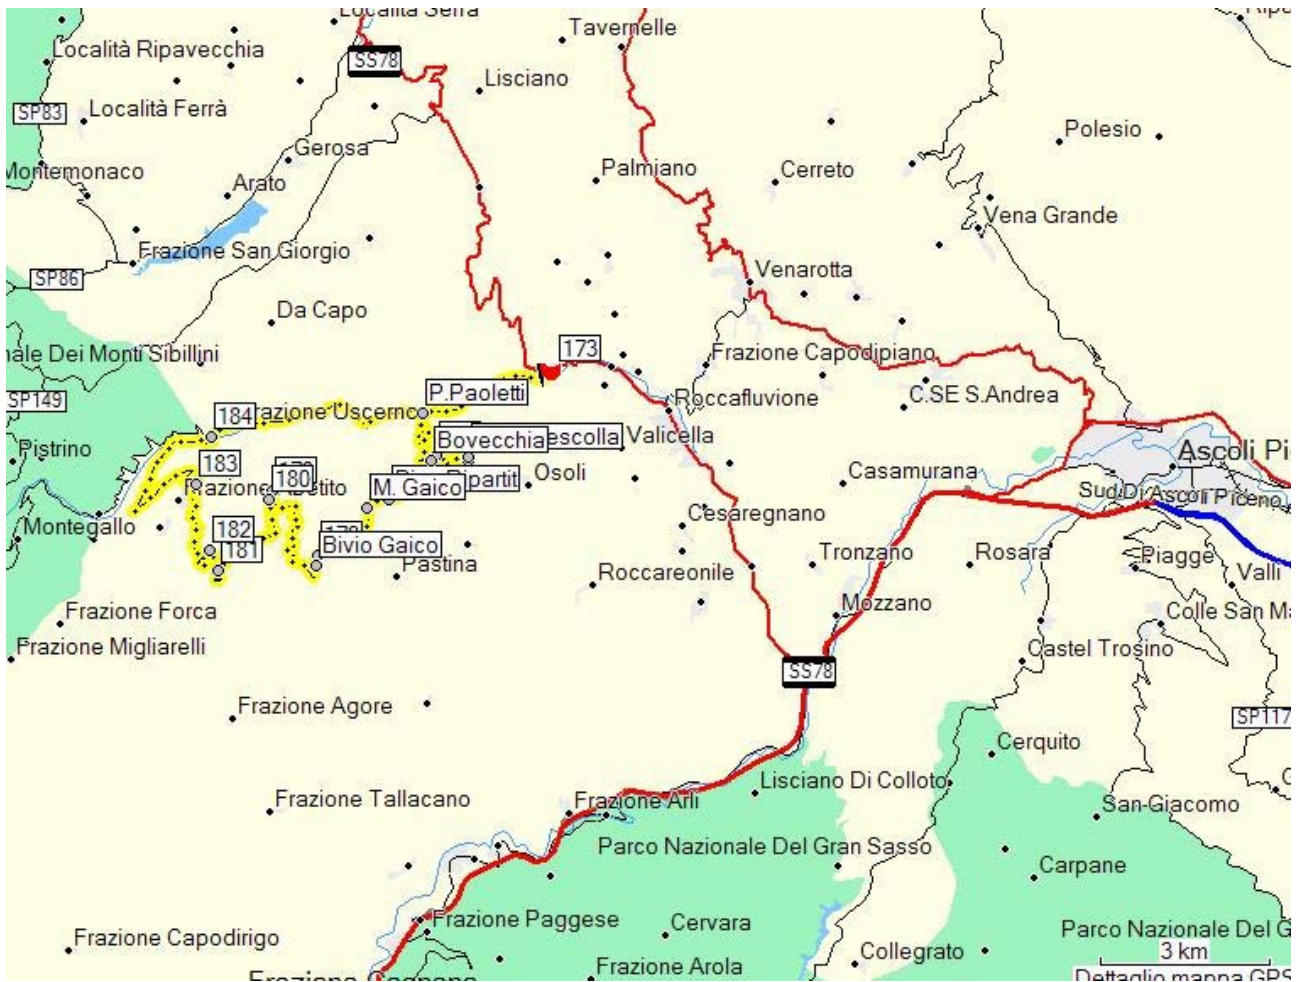 Località Serra
Tavernelle
Località Ripavecchia
SS78
Lisciano
SP83
Località Ferrà
Polesio
Gerosa
Montemonaco
Arato
Palmiano
Cerreto
Vena Grande
Frazione San Giorgio
SP86
Venarotta
Da Capo
nale Dei Monti Sibillini
173
Frazione Capodipiano
SP149
P.Paoletti
C.SE S.Andrea
184
razione Uscerno
Roccafluvione
Bovecchia
escolla
Valicella
Pistrino
183
Ascoli Pi
180
M. Gaico
partit
Osoli
Casamurana
Sud Di Ascoli Piceno
Montegallo
Cesaregnano
182
181
Bivio Gaico
Pastina
Tronzano
Rosara
Piagge
Valli
Roccareonile
Frazione Forca
Mozzano
Colle San Ma
Frazione Migliarelli
SS78
Castel Trosino
Frazione Agore
SP117
Cerquito
Lisciano Di Colloto
Frazione Tallacano
Frazione Arli
San Giacomo
Parco Nazionale Del Gran Sasso
Carpane
Frazione Paggese
Cervara
Parco Nazionale Del G
Frazione Capodirigo
Collegrato
3 km
Frazione Arola
Dettaglio mappa GPS